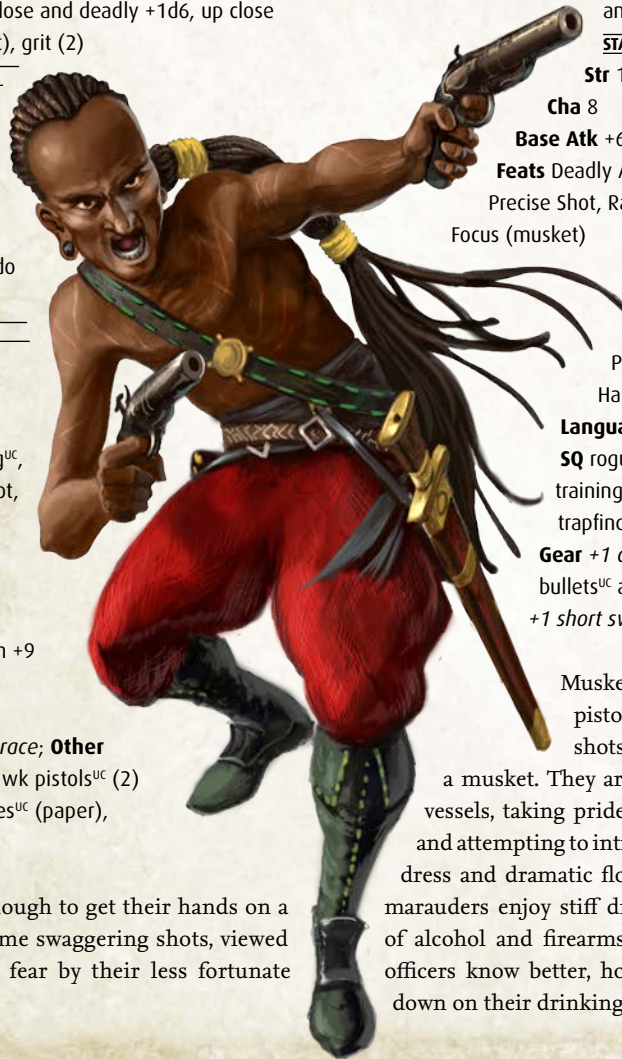 lose and deadly +1d6, up close
), grit (2)
do
g^UC,
ot,
n +9
race; Other
wk pistols^UC (2)
es^UC (paper),
lough to get their hands on a
me swaggering shots, viewed
fear by their less fortunate
an
STA
Str 1
Cha 8
Base Atk +6
Feats Deadly A
Precise Shot, Ra
Focus (musket)
P
Ha
Langua
SQ rogu
training
trapfind
Gear +1
bullets^UC a
+1 short sw
Muske
pisto
shots
a musket. They ar
vessels, taking pride
and attempting to inti
dress and dramatic flo
marauders enjoy stiff d
of alcohol and firearms
officers know better, ho
down on their drinking